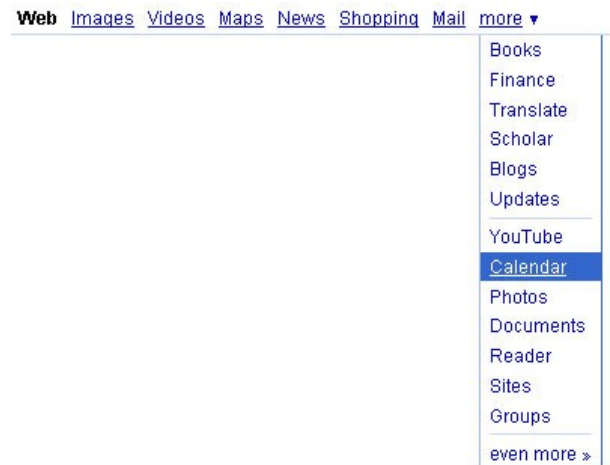 Web Images Videos Maps News Shopping Mail more ▼
Books
Finance
Translate
Scholar
Blogs
Updates
YouTube
Calendar
Photos
Documents
Reader
Sites
Groups
even more »